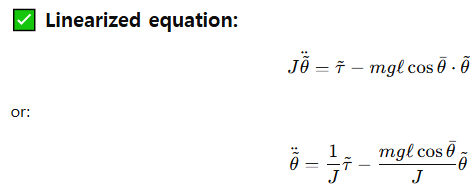 ✅ Linearized equation:
$J\ddot{\tilde{\theta}} = \tilde{\tau} - mg\ell \cos\bar{\theta} \cdot \tilde{\theta}$
or:
$\ddot{\tilde{\theta}} = \frac{1}{J}\tilde{\tau} - \frac{mg\ell \cos\bar{\theta}}{J}\tilde{\theta}$